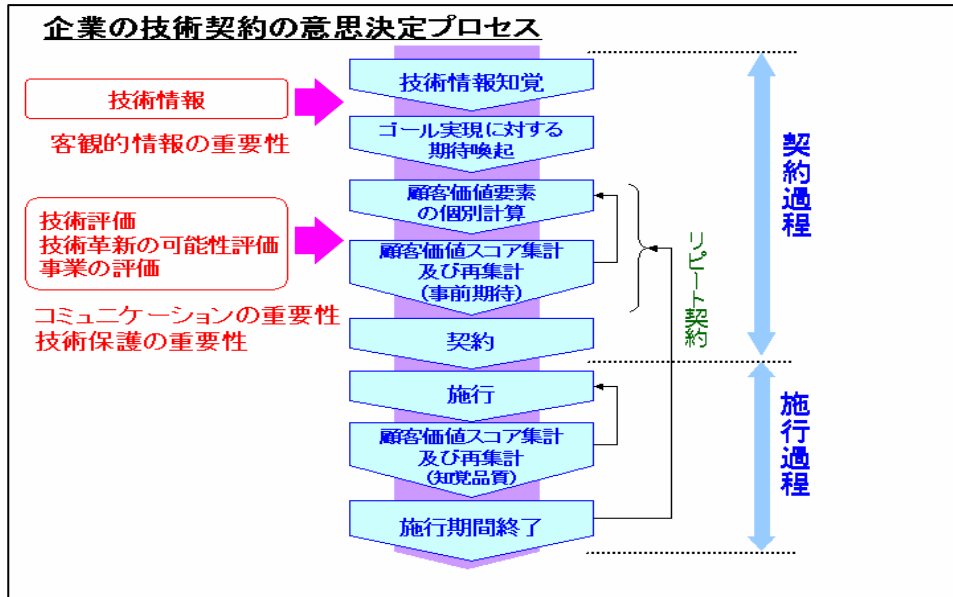 企業の技術契約の意思決定プロセス
技術情報
客観的情報の重要性
技術評価
技術革新の可能性評価
事業の評価
コミュニケーションの重要性
技術保護の重要性
技術情報知覚
ゴール実現に対する
期待喚起
顧客価値要素
の個別計算
顧客価値スコア集計
及び再集計
(事前期待)
契約
施行
顧客価値スコア集計
及び再集計
(知覚品質)
施行期間終了
リピート契約
契約過程
施行過程